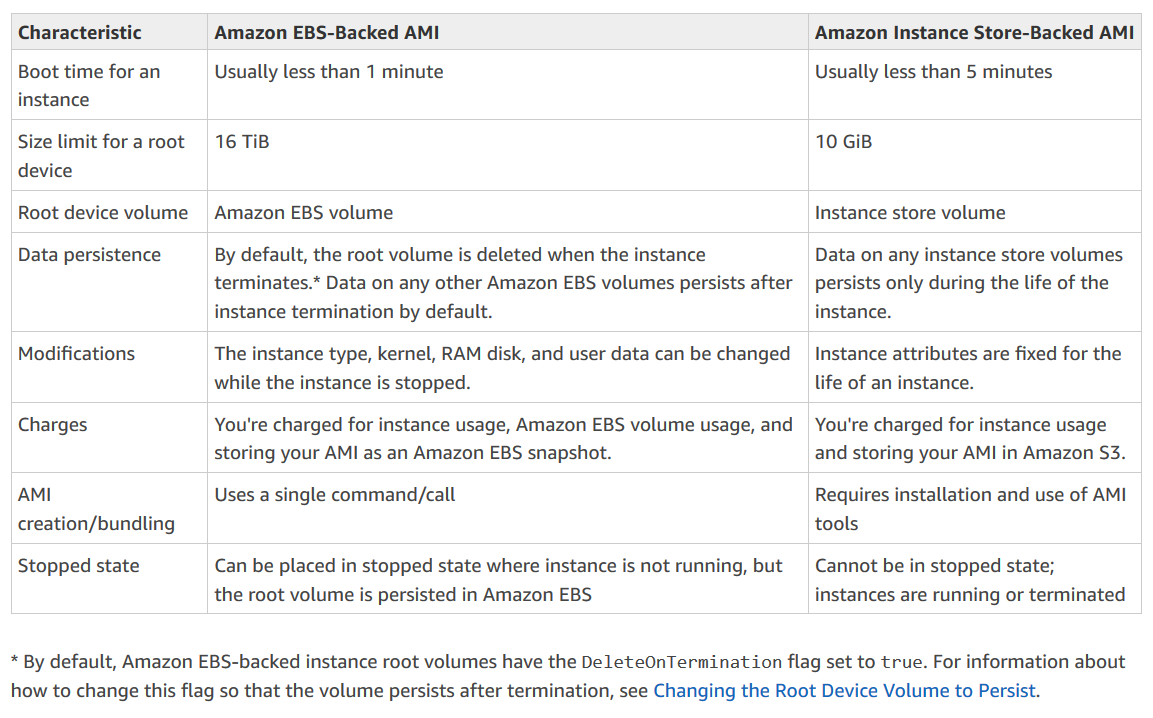 Characteristic Amazon EBS-Backed AMI Amazon Instance Store-Backed AMI
Boot time for an
instance
Usually less than 1 minute
Usually less than 5 minutes
Size limit for a root
device
16 TiB
10 GiB
Root device volume
Amazon EBS volume
Instance store volume
Data persistence
By default, the root volume is deleted when the instance
terminates.* Data on any other Amazon EBS volumes persists after
instance termination by default.
Data on any instance store volumes
persists only during the life of the
instance.
Modifications
The instance type, kernel, RAM disk, and user data can be changed
while the instance is stopped.
Instance attributes are fixed for the
life of an instance.
Charges
You're charged for instance usage, Amazon EBS volume usage, and
storing your AMI as an Amazon EBS snapshot.
You're charged for instance usage
and storing your AMI in Amazon S3.
AMI
creation/bundling
Uses a single command/call
Requires installation and use of AMI
tools
Stopped state
Can be placed in stopped state where instance is not running, but
the root volume is persisted in Amazon EBS
Cannot be in stopped state;
instances are running or terminated
* By default, Amazon EBS-backed instance root volumes have the DeleteOnTermination flag set to true. For information about
how to change this flag so that the volume persists after termination, see Changing the Root Device Volume to Persist.